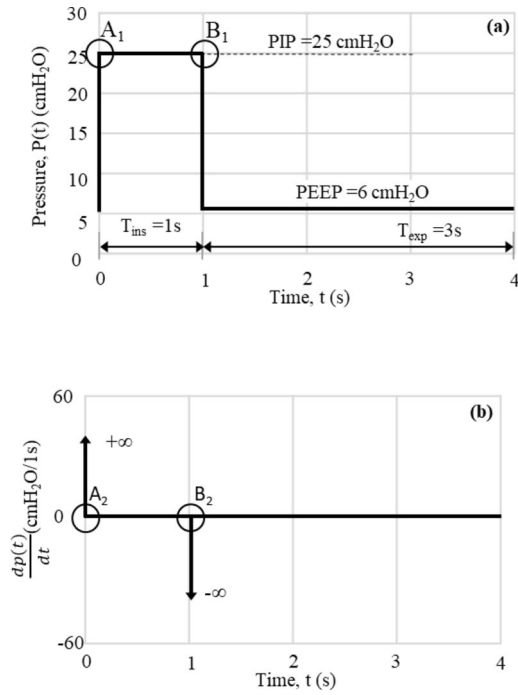 (a)
A1
B1
PIP =25 cmH2O
PEEP =6 cmH2O
Tins =1s
Texp =3s
Pressure, P(t) (cmH2O)
30
25
20
15
10
5
0
0 1 2 3 4
Time, t (s)
(b)
+∞
A2
B2
-∞
dp(t)/dt (cmH2O/1s)
60
0
-60
0 1 2 3 4
Time, t (s)